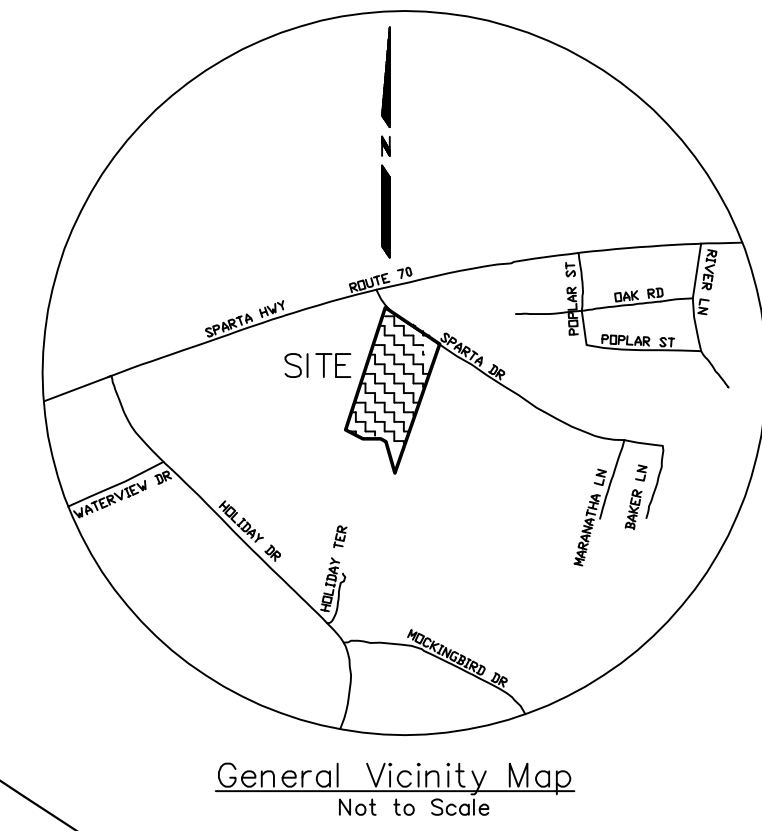 N
ROUTE 70
SPARTA HWY
POPLAR ST
OAK RD
RIVER LN
POPLAR ST
SITE
SPARTA DR
WATERVIEW DR
HOLIDAY DR
MARANATHA LN
BAKER LN
HOLIDAY TER
MOCKINGBIRD DR
General Vicinity Map
Not to Scale